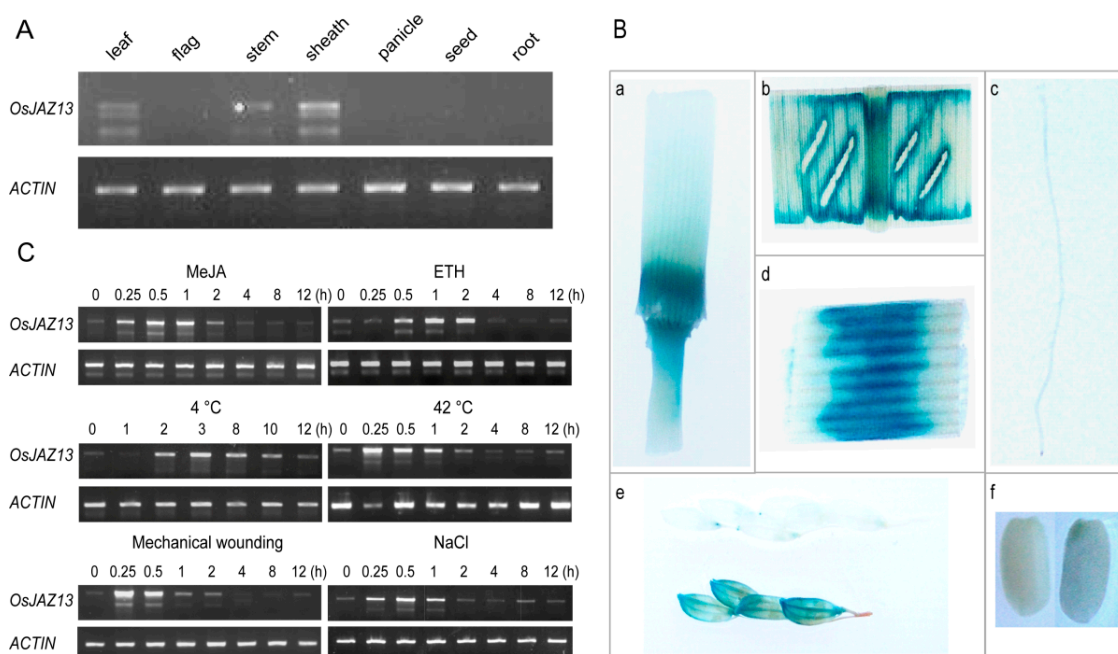 A
leaf flag stem sheath panicle seed root
OsJAZ13
ACTIN
C
MeJA
0 0.25 0.5 1 2 4 8 12 (h)
OsJAZ13
ACTIN
ETH
0 0.25 0.5 1 2 4 8 12 (h)
4 °C
0 1 2 3 8 10 12 (h)
OsJAZ13
ACTIN
42 °C
0 0.25 0.5 1 2 4 8 12 (h)
Mechanical wounding
0 0.25 0.5 1 2 4 8 12 (h)
OsJAZ13
ACTIN
NaCl
0 0.25 0.5 1 2 4 8 12 (h)
B
a
b
c
d
e
f